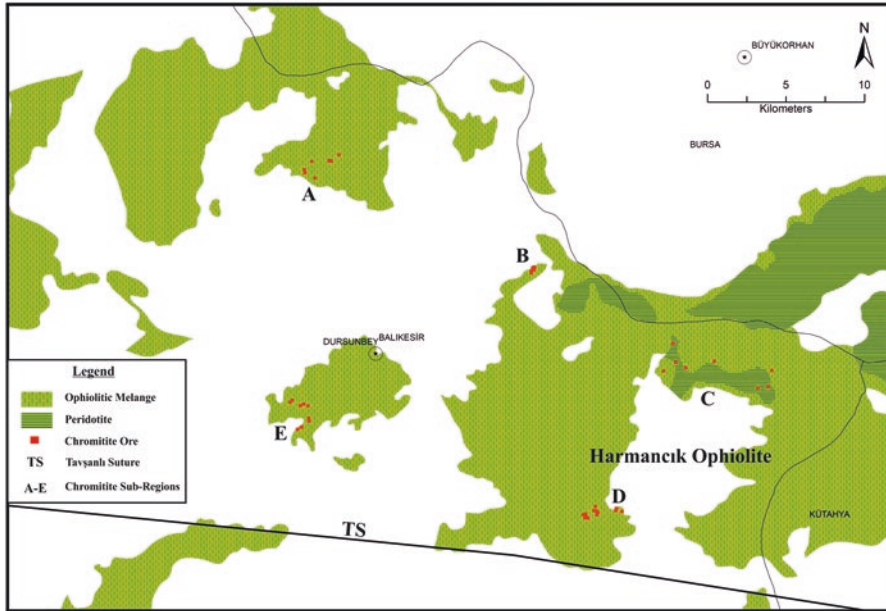 BÜYÜKORHAN
N
0 5 10
Kilometers
BURSA
A
B
DURSUNBEY
BALIKESİR
C
E
Harmancık Ophiolite
D
KÜTAHYA
TS
Legend
Ophiolitic Melange
Peridotite
Chromitite Ore
TS Tavşanlı Suture
A-E Chromitite Sub-Regions